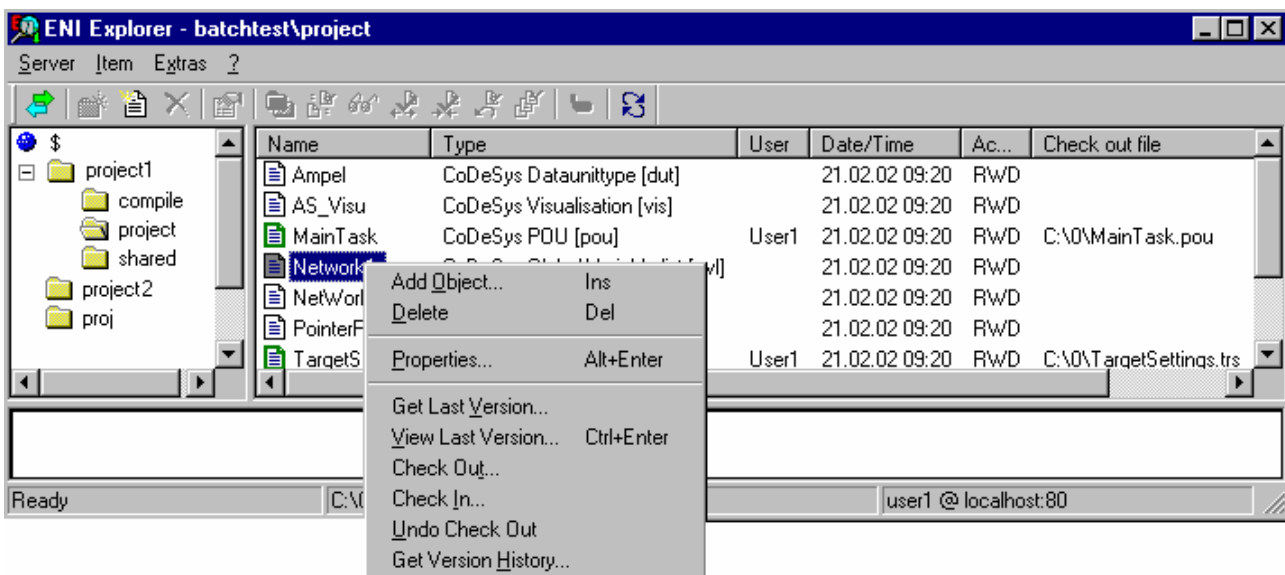 ENI Explorer - batchtest\project
Server Item Extras ?
$
project1
compile
project
shared
project2
proj
Name Type User Date/Time Ac... Check out file
Ampel CoDeSys Dataunittype [dut] 21.02.02 09:20 RWD
AS_Visu CoDeSys Visualisation [vis] 21.02.02 09:20 RWD
MainTask CoDeSys POU [pou] User1 21.02.02 09:20 RWD C:\0\MainTask.pou
21.02.02 09:20 RWD
21.02.02 09:20 RWD
21.02.02 09:20 RWD
User1 21.02.02 09:20 RWD C:\0\TargetSettings.trs
Add Object... Ins
Delete Del
Properties... Alt+Enter
Get Last Version...
View Last Version... Ctrl+Enter
Check Out...
Check In...
Undo Check Out
Get Version History...
Ready
user1 @ localhost:80